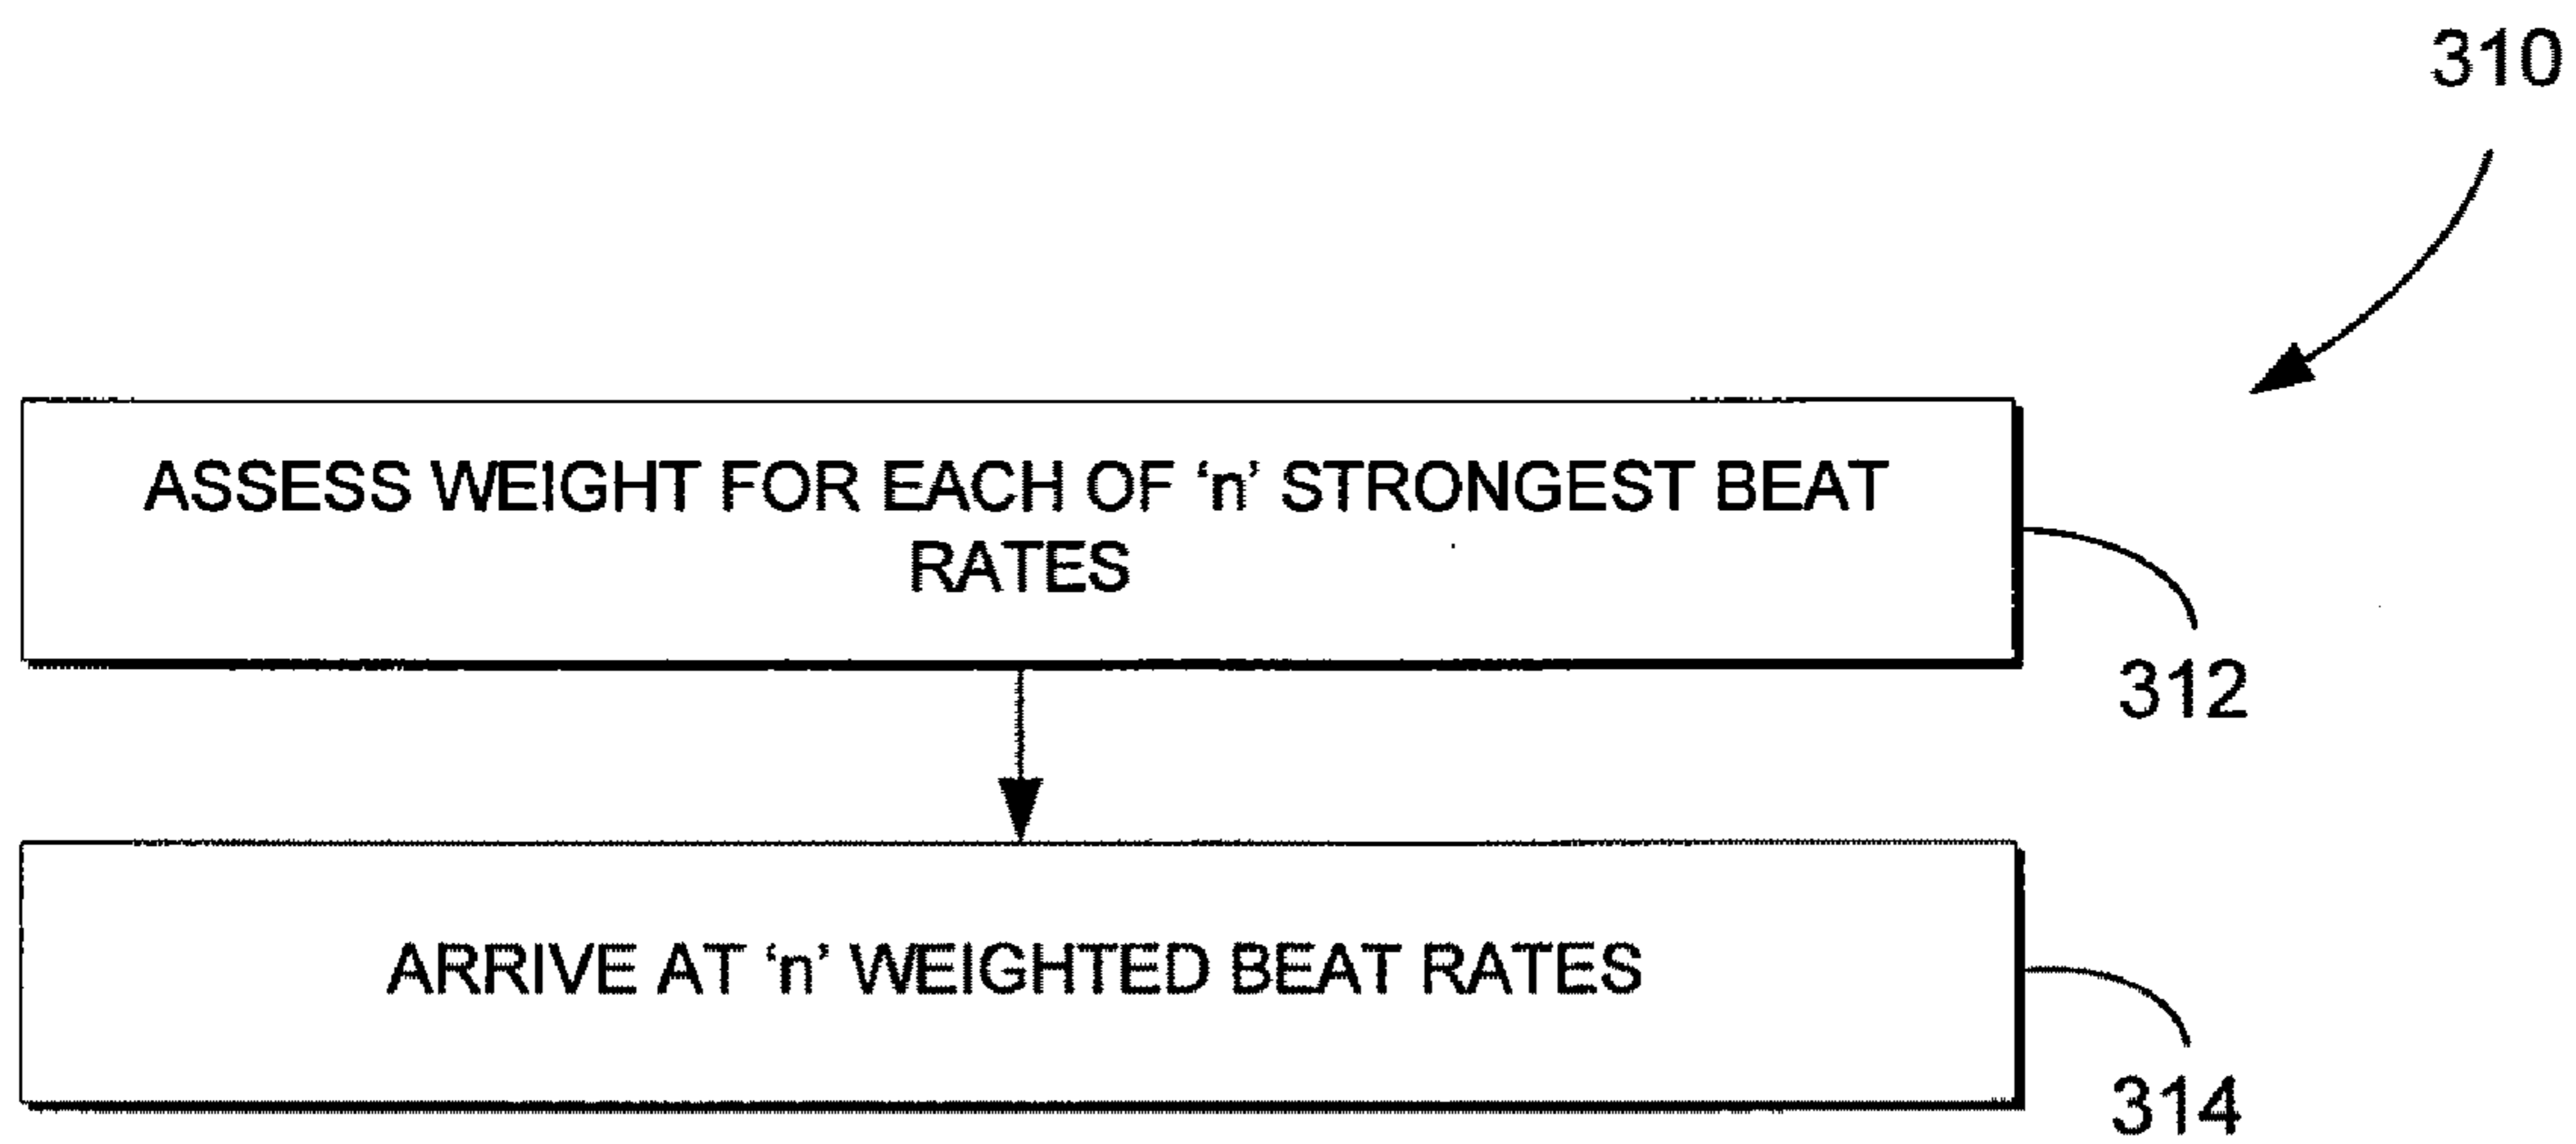 310
ASSESS WEIGHT FOR EACH OF ‘n’ STRONGEST BEAT
RATES
312
ARRIVE AT ‘n’ WEIGHTED BEAT RATES
314